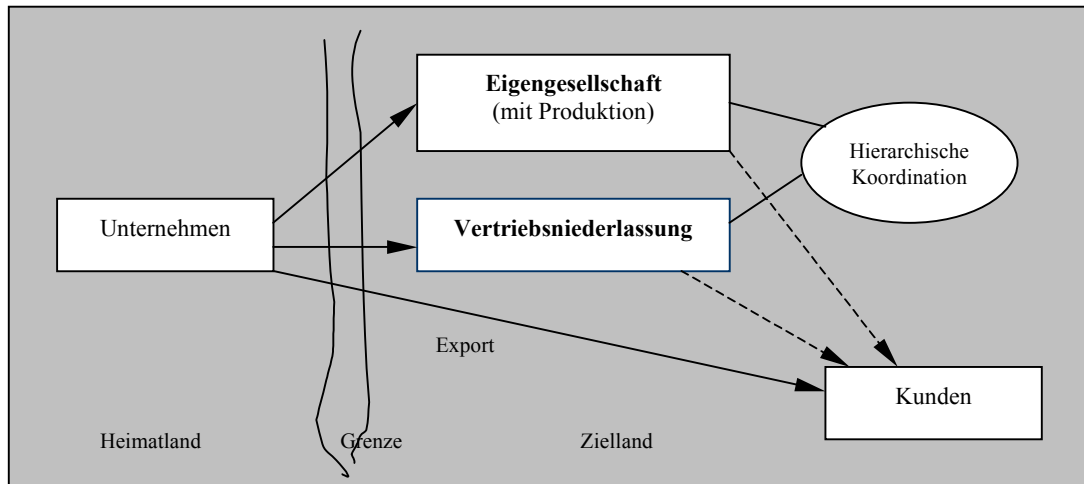 Eigengesellschaft
(mit Produktion)
Hierarchische
Koordination
Unternehmen
Vertriebsniederlassung
Export
Kunden
Heimatland
Grenze
Zielland